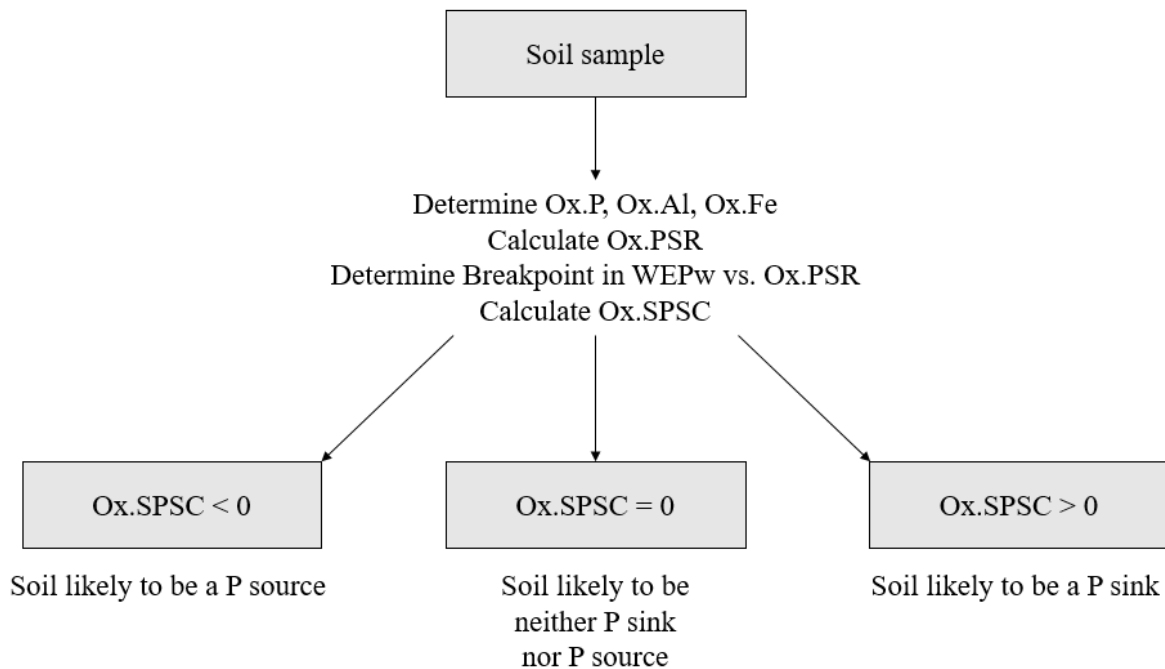 Soil sample
Determine Ox.P, Ox.Al, Ox.Fe
Calculate Ox.PSR
Determine Breakpoint in WEPw vs. Ox.PSR
Calculate Ox.SPSC
Ox.SPSC < 0
Soil likely to be a P source
Ox.SPSC = 0
Soil likely to be
neither P sink
nor P source
Ox.SPSC > 0
Soil likely to be a P sink